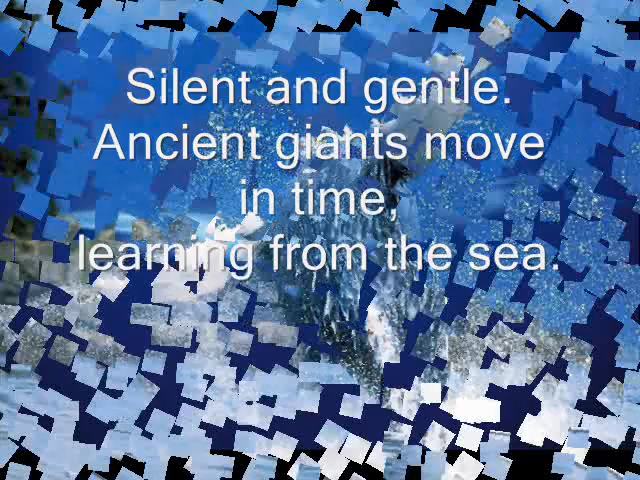 Silent and gentle.
Ancient giants move
in time,
learning from the sea.